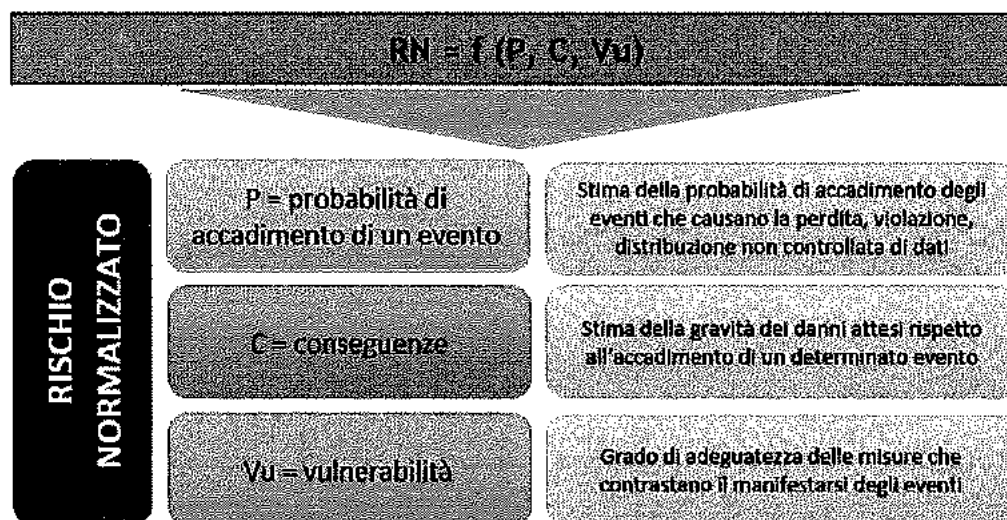 RN = f (P, C, Vu)
RISCHIO
NORMALIZZATO
P = probabilità di
accadimento di un evento
Stima della probabilità di accadimento degli
eventi che causano la perdita, violazione,
distribuzione non controllata di dati
C = conseguenze
Stima della gravità dei danni attesi rispetto
all'accadimento di un determinato evento
Vu = vulnerabilità
Grado di adeguatezza delle misure che
contrastano il manifestarsi degli eventi